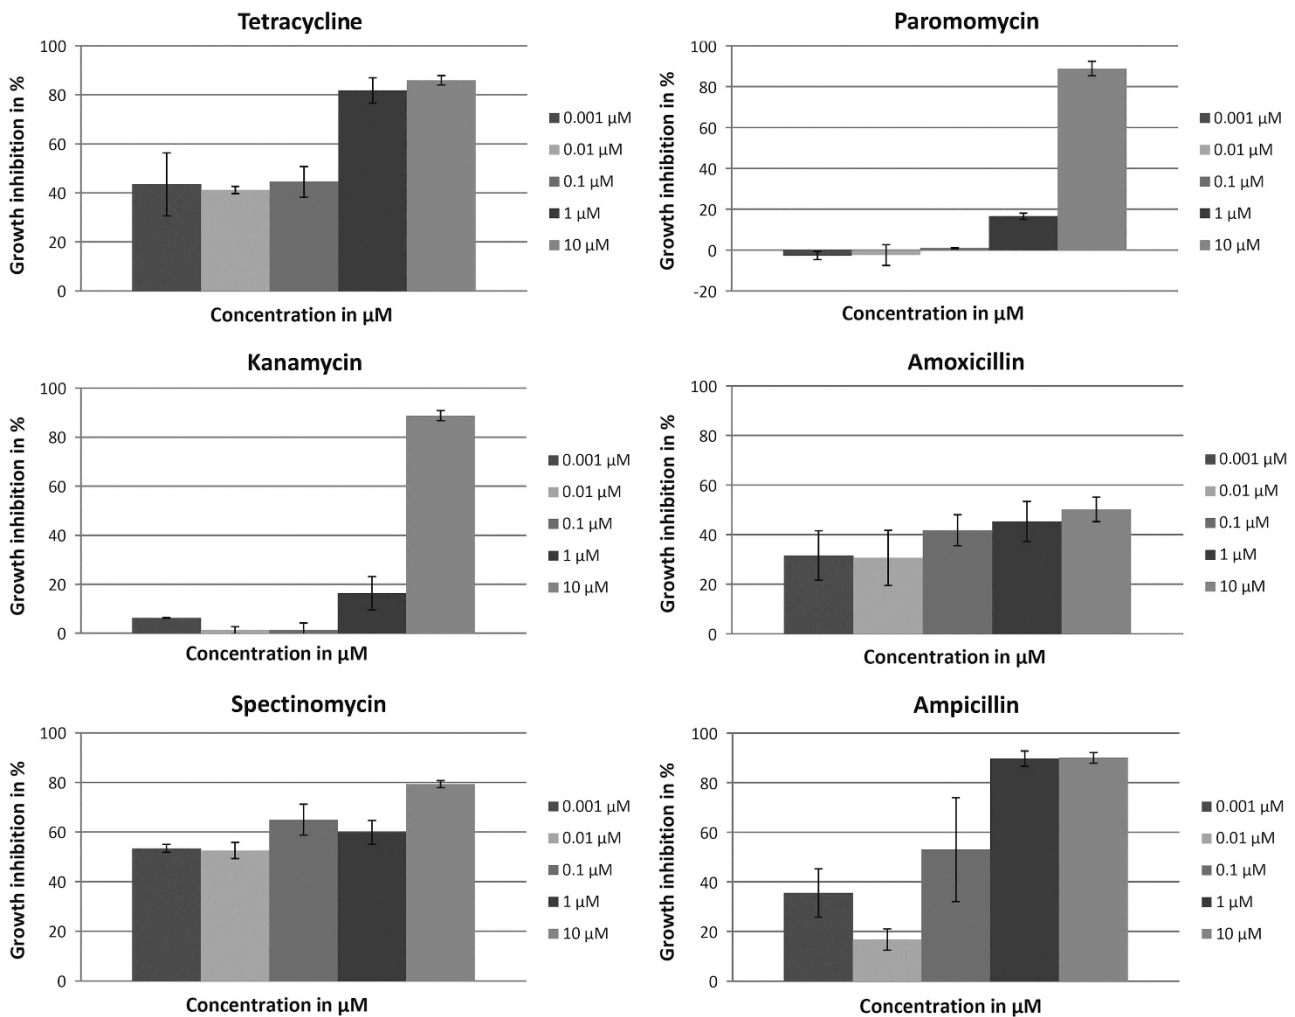 Tetracycline
Growth inhibition in %
100
80
60
40
20
0
Concentration in µM
0.001 µM
0.01 µM
0.1 µM
1 µM
10 µM
Paromomycin
Growth inhibition in %
100
80
60
40
20
0
-20
Concentration in µM
0.001 µM
0.01 µM
0.1 µM
1 µM
10 µM
Kanamycin
Growth inhibition in %
100
80
60
40
20
0
Concentration in µM
0.001 µM
0.01 µM
0.1 µM
1 µM
10 µM
Amoxicillin
Growth inhibition in %
100
80
60
40
20
0
Concentration in µM
0.001 µM
0.01 µM
0.1 µM
1 µM
10 µM
Spectinomycin
Growth inhibition in %
100
80
60
40
20
0
Concentration in µM
0.001 µM
0.01 µM
0.1 µM
1 µM
10 µM
Ampicillin
Growth inhibition in %
100
80
60
40
20
0
Concentration in µM
0.001 µM
0.01 µM
0.1 µM
1 µM
10 µM